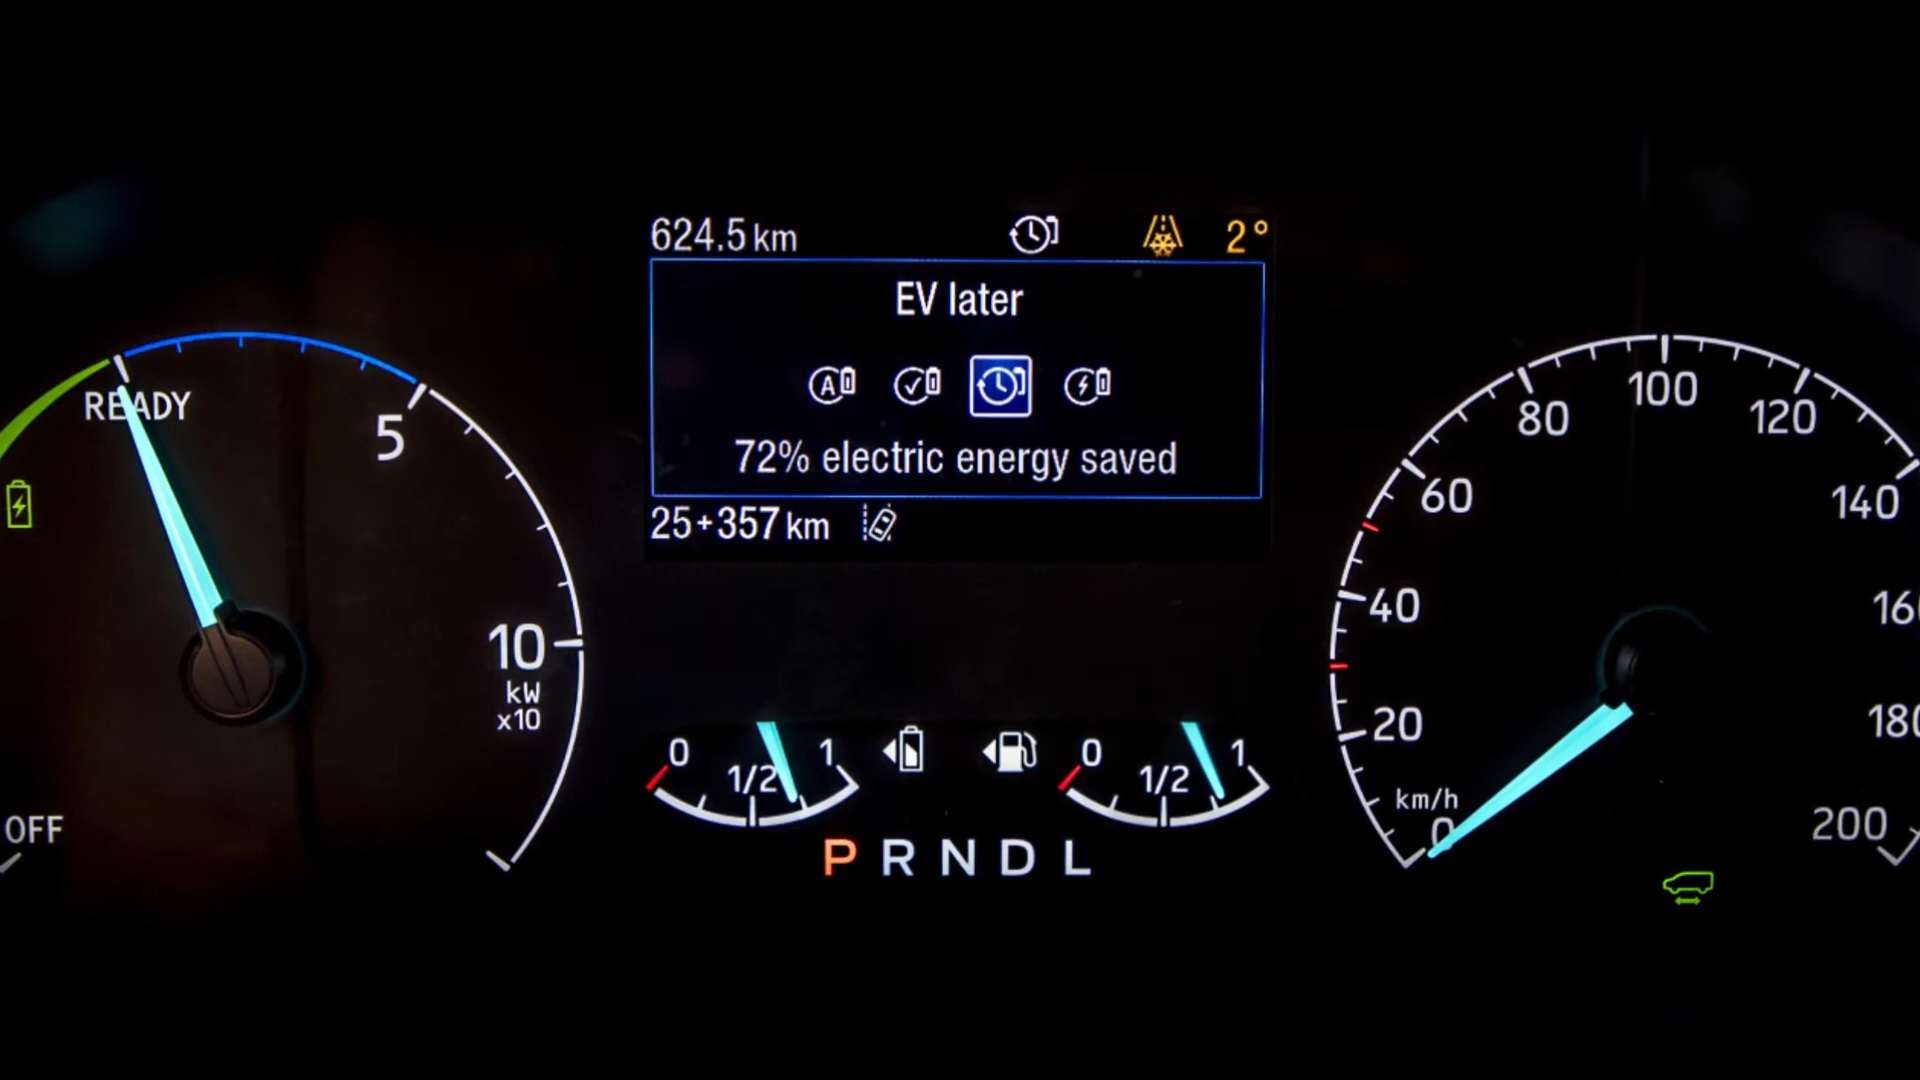 624.5 km 2°
EV later
A
72% electric energy saved
25+357 km
READY
5
10
kW
x10
OFF
0 1/2 1
0 1/2 1
P R N D L
0
20
40
60
80
100
120
140
180
200
km/h